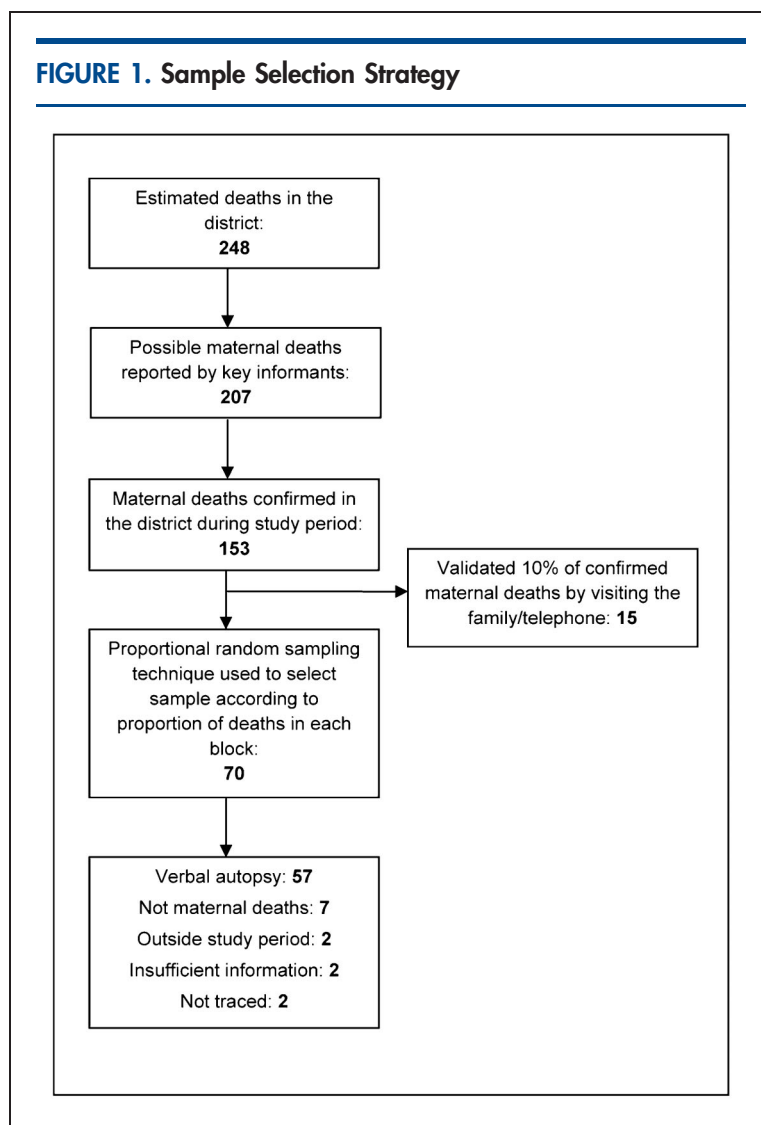 FIGURE 1. Sample Selection Strategy
Estimated deaths in the
district:
248
Possible maternal deaths
reported by key informants:
207
Maternal deaths confirmed in
the district during study period:
153
Validated 10% of confirmed
maternal deaths by visiting the
family/telephone: 15
Proportional random sampling
technique used to select
sample according to
proportion of deaths in each
block:
70
Verbal autopsy: 57
Not maternal deaths: 7
Outside study period: 2
Insufficient information: 2
Not traced: 2